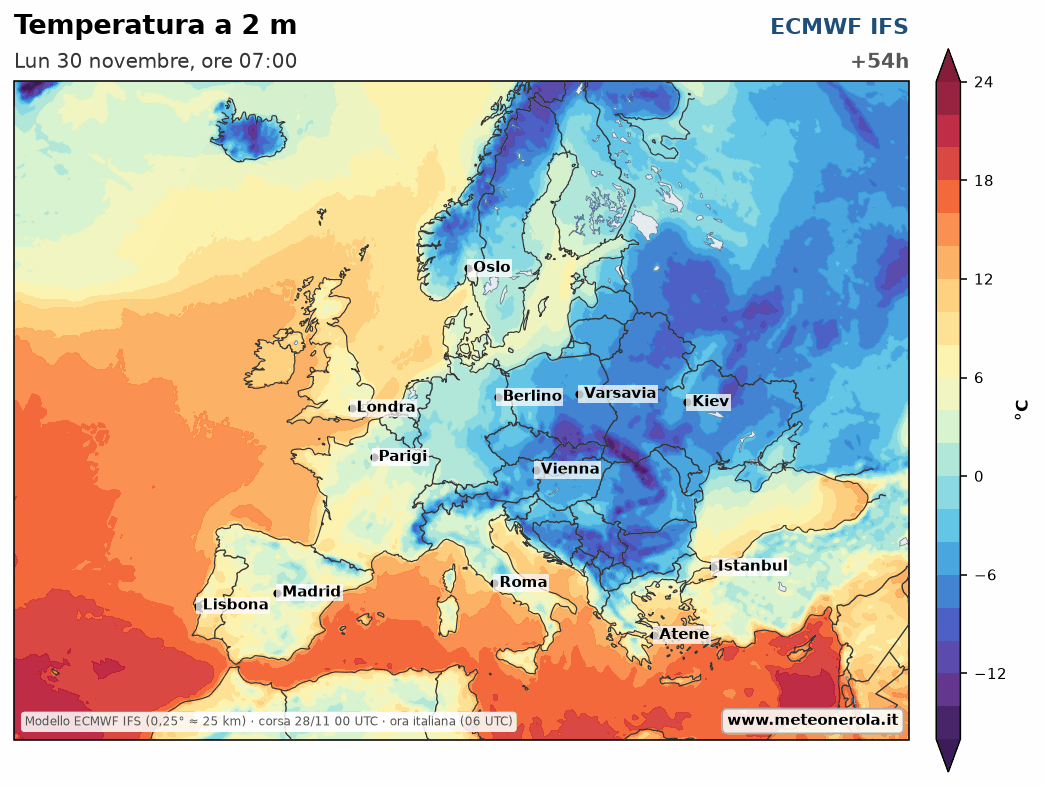 Temperatura a 2 m
ECMWF IFS
Lun 30 novembre, ore 07:00
+54h
24
18
12
6
0
−6
−12
°C
Oslo
Londra
Berlino
Varsavia
Kiev
Parigi
Vienna
Istanbul
Roma
Madrid
Lisbona
Atene
Modello ECMWF IFS (0,25° ≈ 25 km) · corsa 28/11 00 UTC · ora italiana (06 UTC)
www.meteonerola.it